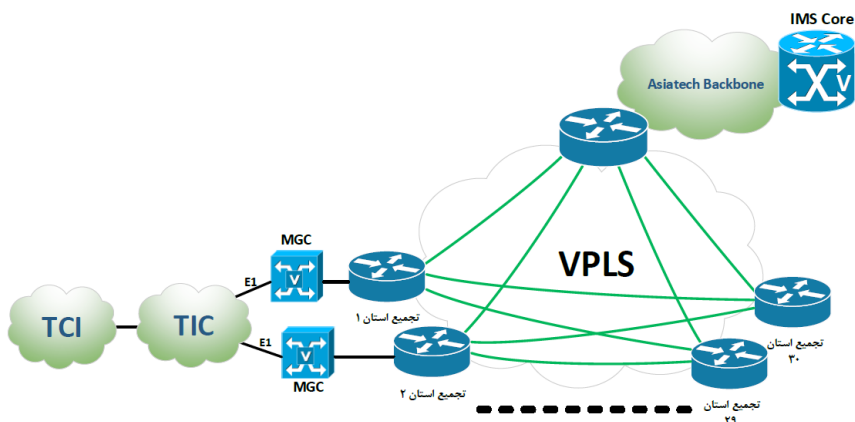 IMS Core
Asiatech Backbone
V
VPLS
MGC
V
E1
TCI
TIC
تجمیع استان ۱
E1
V
MGC
تجمیع استان ۲
تجمیع استان
۳۰
تجمیع استان
۲۹